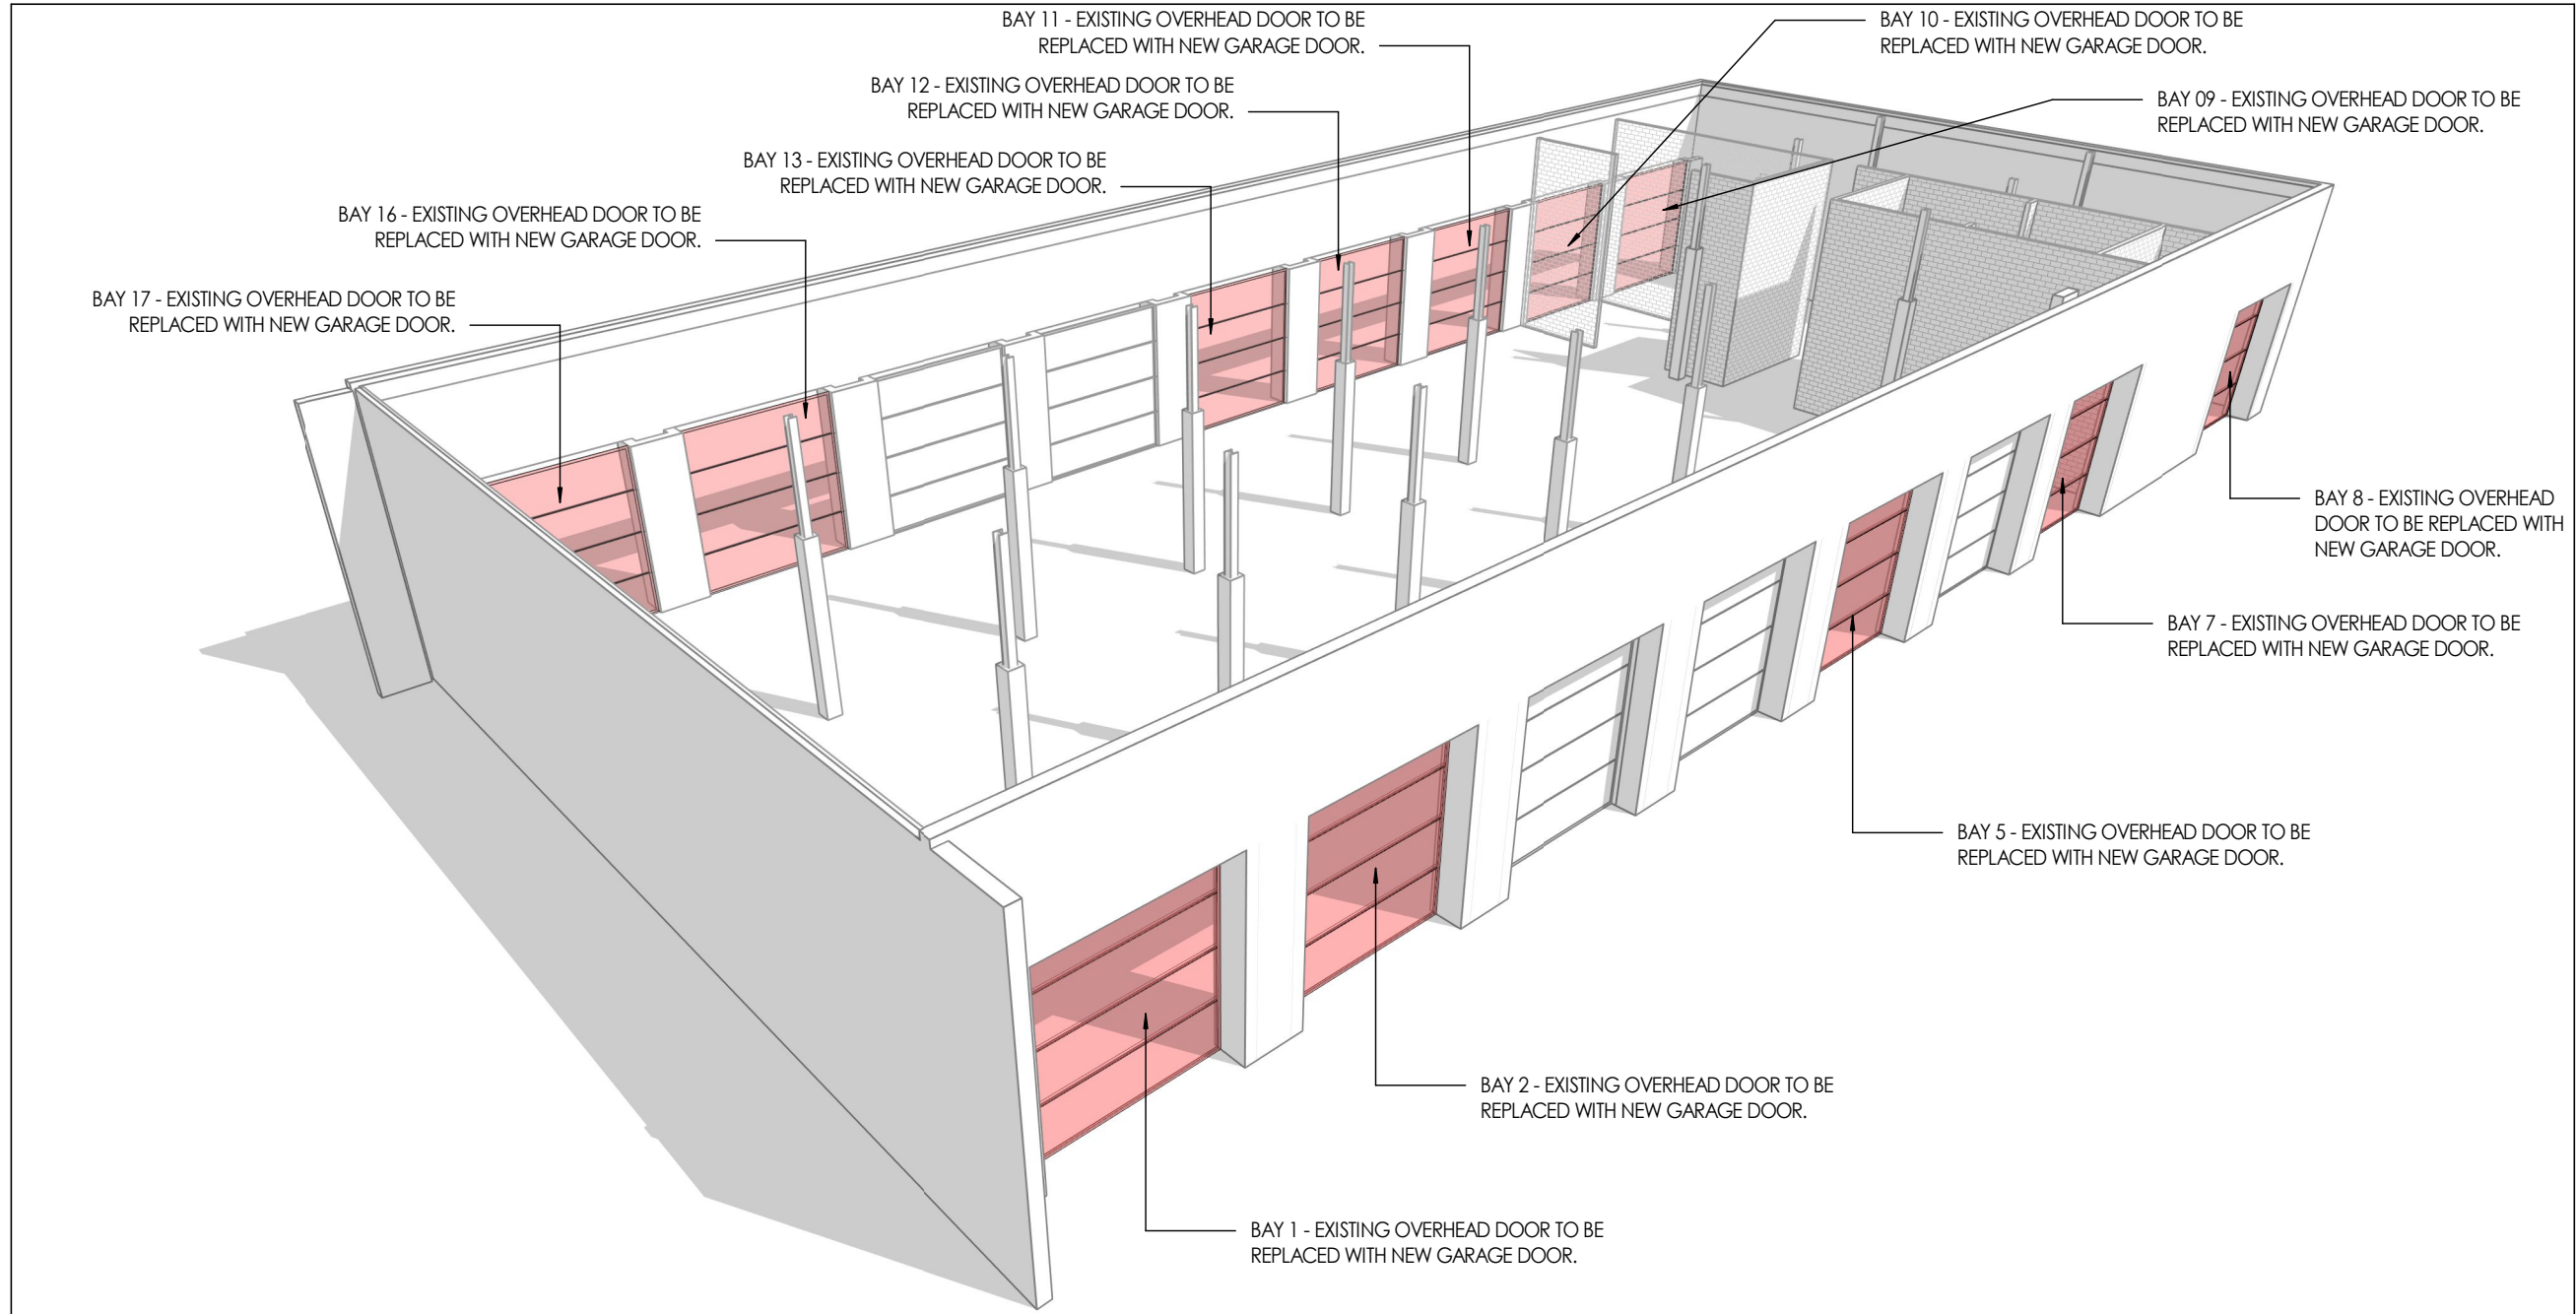 BAY 11 - EXISTING OVERHEAD DOOR TO BE
REPLACED WITH NEW GARAGE DOOR.
BAY 10 - EXISTING OVERHEAD DOOR TO BE
REPLACED WITH NEW GARAGE DOOR.
BAY 12 - EXISTING OVERHEAD DOOR TO BE
REPLACED WITH NEW GARAGE DOOR.
BAY 09 - EXISTING OVERHEAD DOOR TO BE
REPLACED WITH NEW GARAGE DOOR.
BAY 13 - EXISTING OVERHEAD DOOR TO BE
REPLACED WITH NEW GARAGE DOOR.
BAY 16 - EXISTING OVERHEAD DOOR TO BE
REPLACED WITH NEW GARAGE DOOR.
BAY 17 - EXISTING OVERHEAD DOOR TO BE
REPLACED WITH NEW GARAGE DOOR.
BAY 8 - EXISTING OVERHEAD
DOOR TO BE REPLACED WITH
NEW GARAGE DOOR.
BAY 7 - EXISTING OVERHEAD DOOR TO BE
REPLACED WITH NEW GARAGE DOOR.
BAY 5 - EXISTING OVERHEAD DOOR TO BE
REPLACED WITH NEW GARAGE DOOR.
BAY 2 - EXISTING OVERHEAD DOOR TO BE
REPLACED WITH NEW GARAGE DOOR.
BAY 1 - EXISTING OVERHEAD DOOR TO BE
REPLACED WITH NEW GARAGE DOOR.